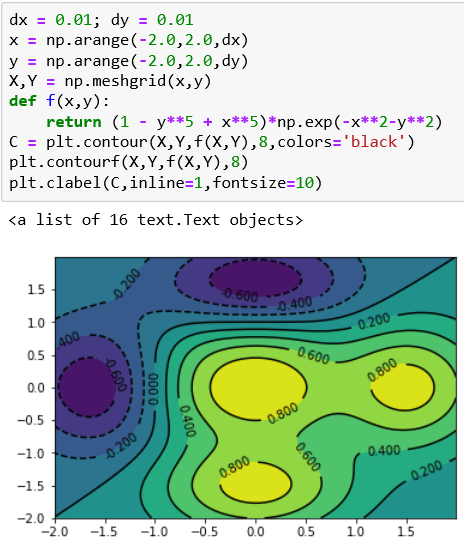 dx = 0.01; dy = 0.01
x = np.arange(-2.0,2.0,dx)
y = np.arange(-2.0,2.0,dy)
X,Y = np.meshgrid(x,y)
def f(x,y):
    return (1 - y**5 + x**5)*np.exp(-x**2-y**2)
C = plt.contour(X,Y,f(X,Y),8,colors='black')
plt.contourf(X,Y,f(X,Y),8)
plt.clabel(C,inline=1,fontsize=10)
<a list of 16 text.Text objects>
-0.200
1.5
-0.600
-0.400
1.0
0.200
400
0.5
0.600
-0.600
0.000
0.800
0.0
0.800
-0.5
0.400
-0.200
-1.0
0.400
0.800
0.600
0.200
-1.5
-2.0
-2.0 -1.5 -1.0 -0.5 0.0 0.5 1.0 1.5